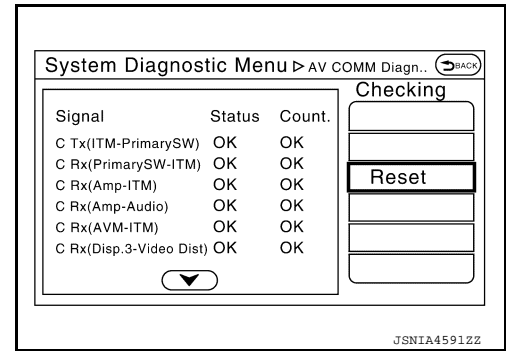 System Diagnostic Menu ▷ AV COMM Diagn.. BACK
Checking
Signal Status Count.
C Tx(ITM-PrimarySW) OK OK
C Rx(PrimarySW-ITM) OK OK
C Rx(Amp-ITM) OK OK
Reset
C Rx(Amp-Audio) OK OK
C Rx(AVM-ITM) OK OK
C Rx(Disp.3-Video Dist) OK OK
JSNIA4591ZZ